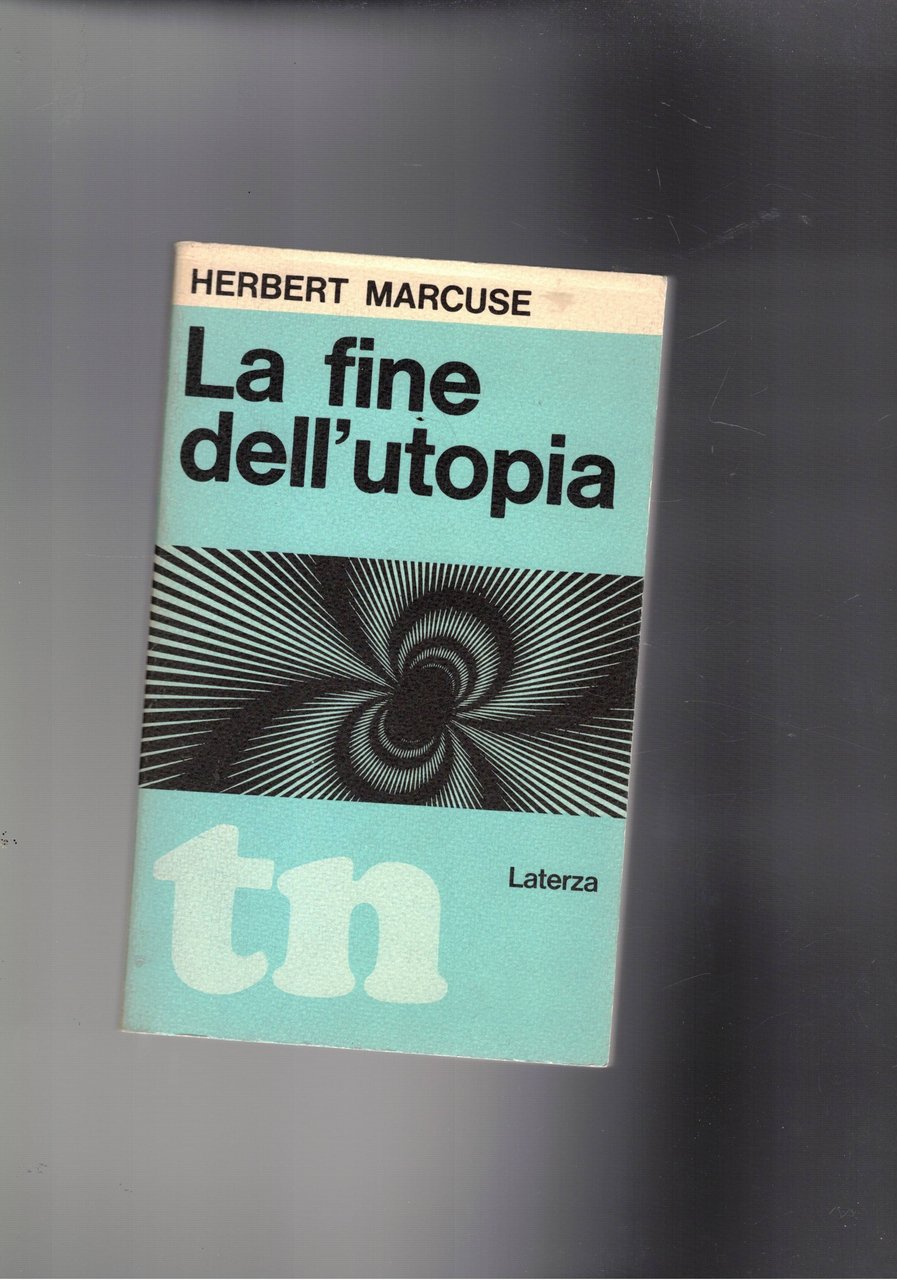 HERBERT MARCUSE
La fine
dell'utopia
tn
Laterza